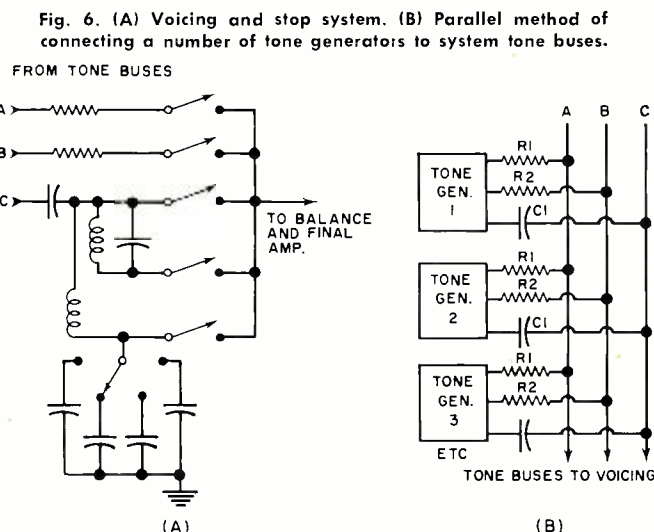 Fig. 6. (A) Voicing and stop system. (B) Parallel method of
connecting a number of tone generators to system tone buses.
FROM TONE BUSES
A
B
C
TO BALANCE
AND FINAL
AMP.
(A)
A B C
TONE
GEN.
1
R1
R2
C1
TONE
GEN.
2
R1
R2
C1
TONE
GEN.
3
R1
R2
ETC
TONE BUSES TO VOICING
(B)